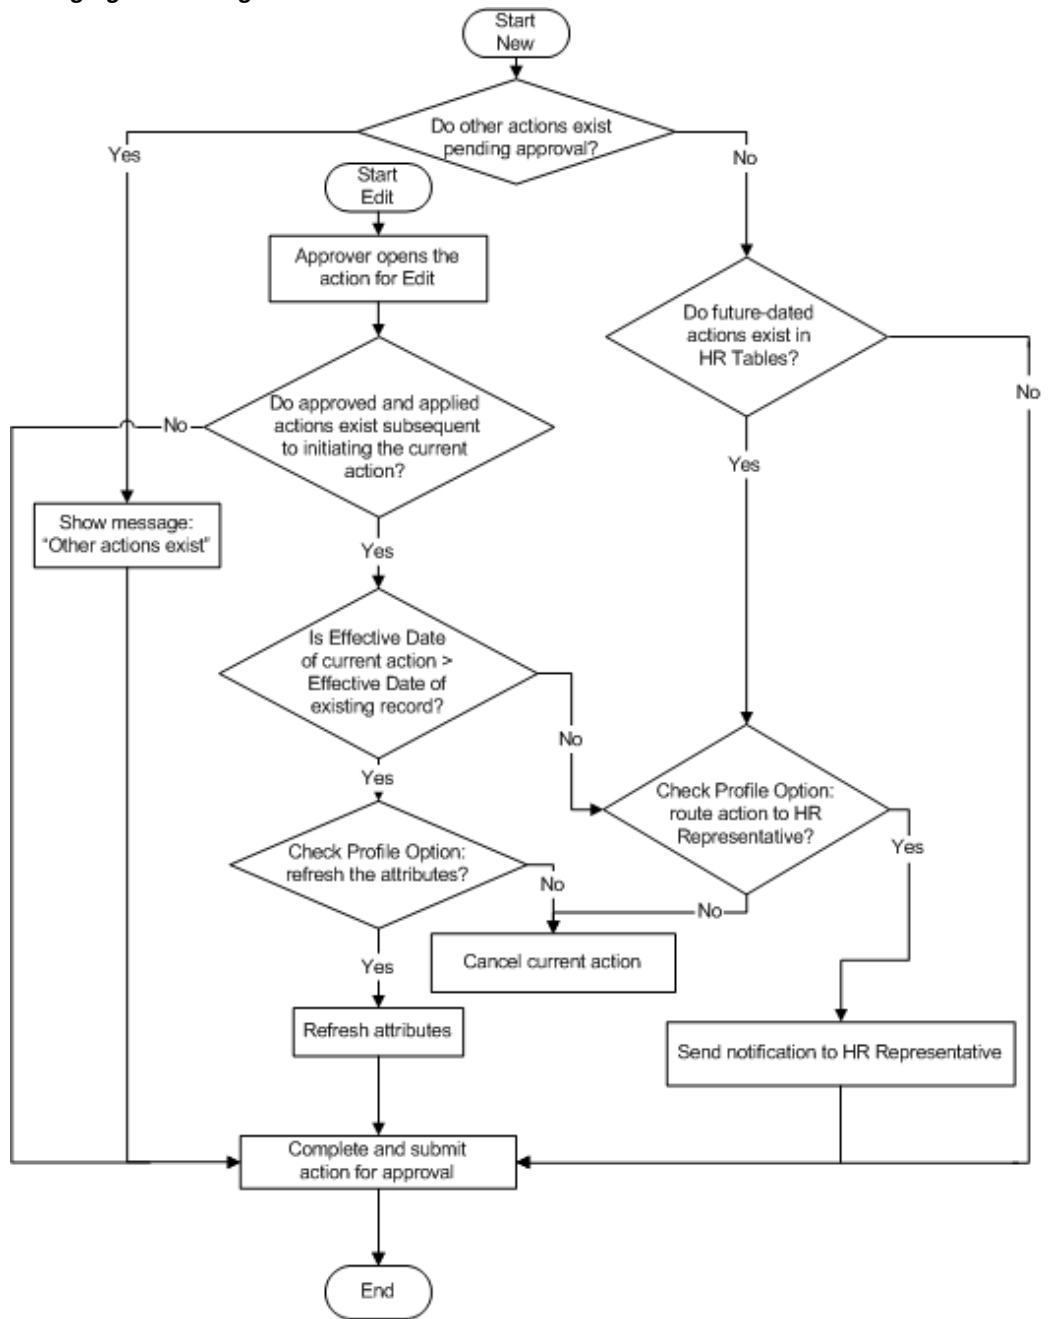 Start
New
Do other actions exist
pending approval?
Yes
No
Start
Edit
Approver opens the
action for Edit
Do future-dated
actions exist in
HR Tables?
No
Do approved and applied
actions exist subsequent
to initiating the current
action?
No
Yes
Show message:
“Other actions exist”
Yes
Is Effective Date
of current action >
Effective Date of
existing record?
No
Yes
Check Profile Option:
route action to HR
Representative?
Yes
Check Profile Option:
refresh the attributes?
No
No
Cancel current action
Yes
Refresh attributes
Send notification to HR Representative
Complete and submit
action for approval
End